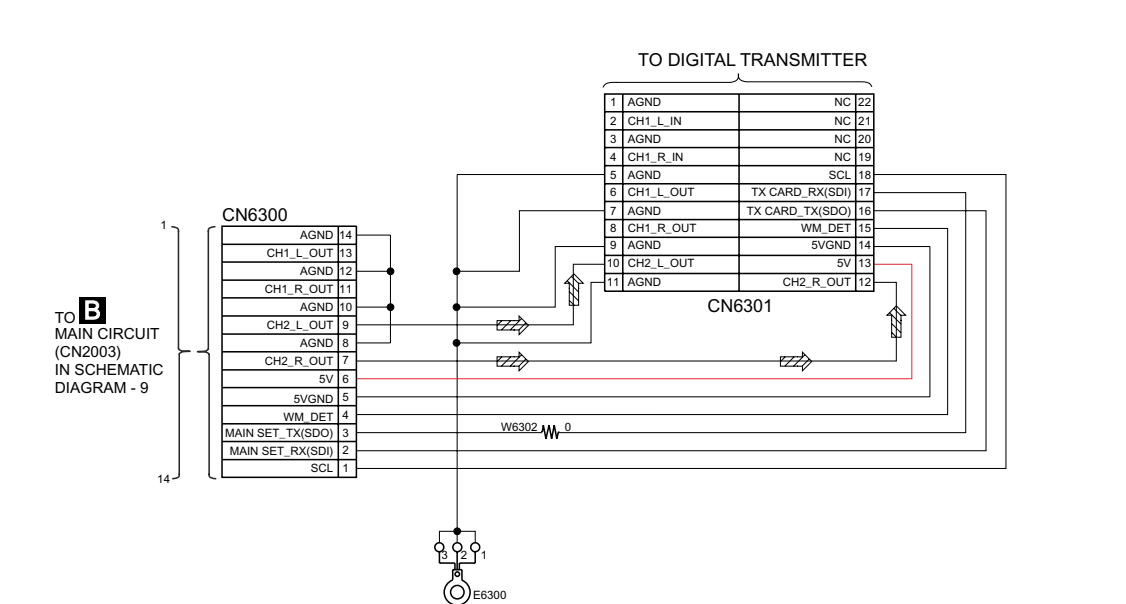 TO DIGITAL TRANSMITTER
1 AGND NC 22
2 CH1_L_IN NC 21
3 AGND NC 20
4 CH1_R_IN NC 19
5 AGND SCL 18
6 CH1_L_OUT TX CARD_RX(SDI) 17
7 AGND TX CARD_TX(SDO) 16
8 CH1_R_OUT WM_DET 15
9 AGND 5VGND 14
10 CH2_L_OUT 5V 13
11 AGND CH2_R_OUT 12
CN6301
CN6300
1
AGND 14
CH1_L_OUT 13
AGND 12
CH1_R_OUT 11
AGND 10
CH2_L_OUT 9
AGND 8
CH2_R_OUT 7
5V 6
5VGND 5
WM_DET 4
MAIN SET_TX(SDO) 3
MAIN SET_RX(SDI) 2
SCL 1
14
TO B
MAIN CIRCUIT
(CN2003)
IN SCHEMATIC
DIAGRAM - 9
W6302 0
3 2 1
E6300